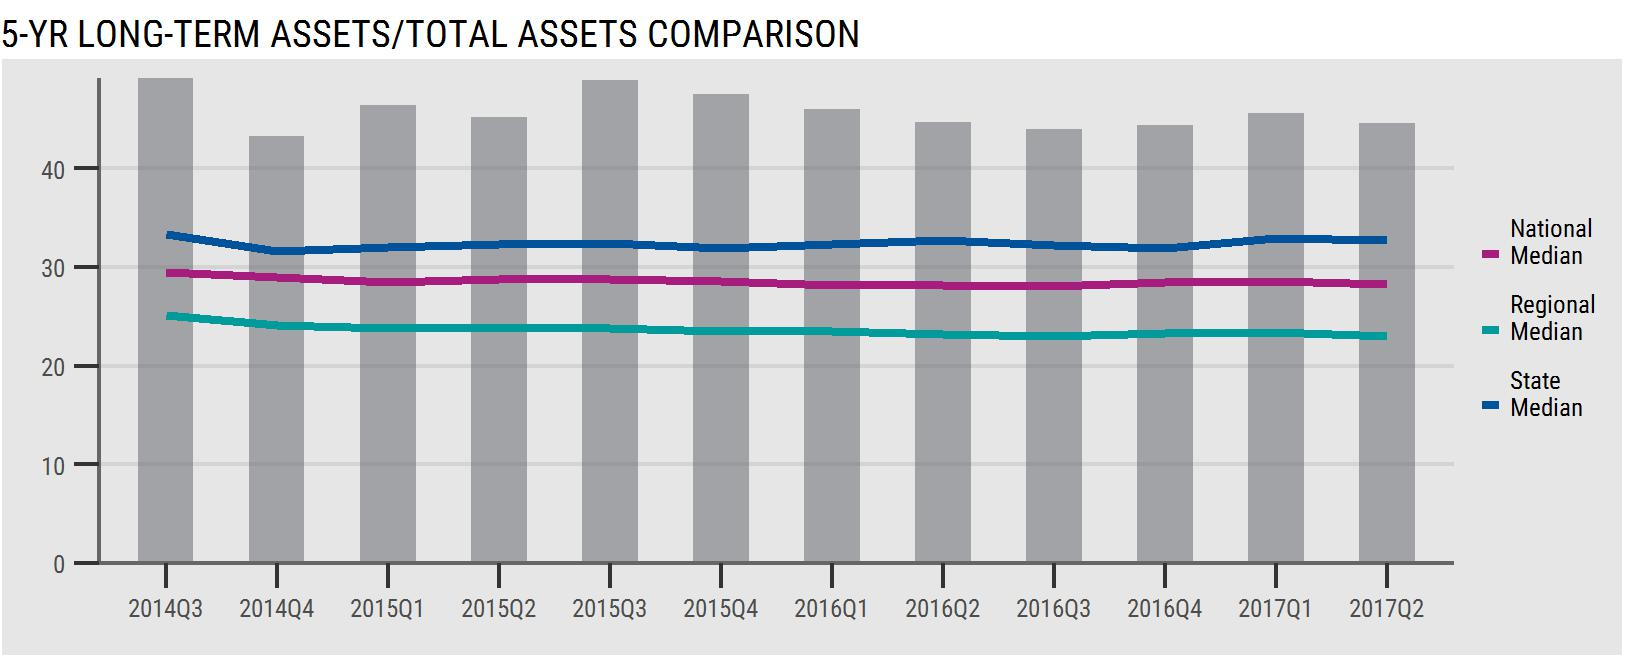 5-YR LONG-TERM ASSETS/TOTAL ASSETS COMPARISON
40
30
20
10
0
2014Q3 2014Q4 2015Q1 2015Q2 2015Q3 2015Q4 2016Q1 2016Q2 2016Q3 2016Q4 2017Q1 2017Q2
National
Median
Regional
Median
State
Median